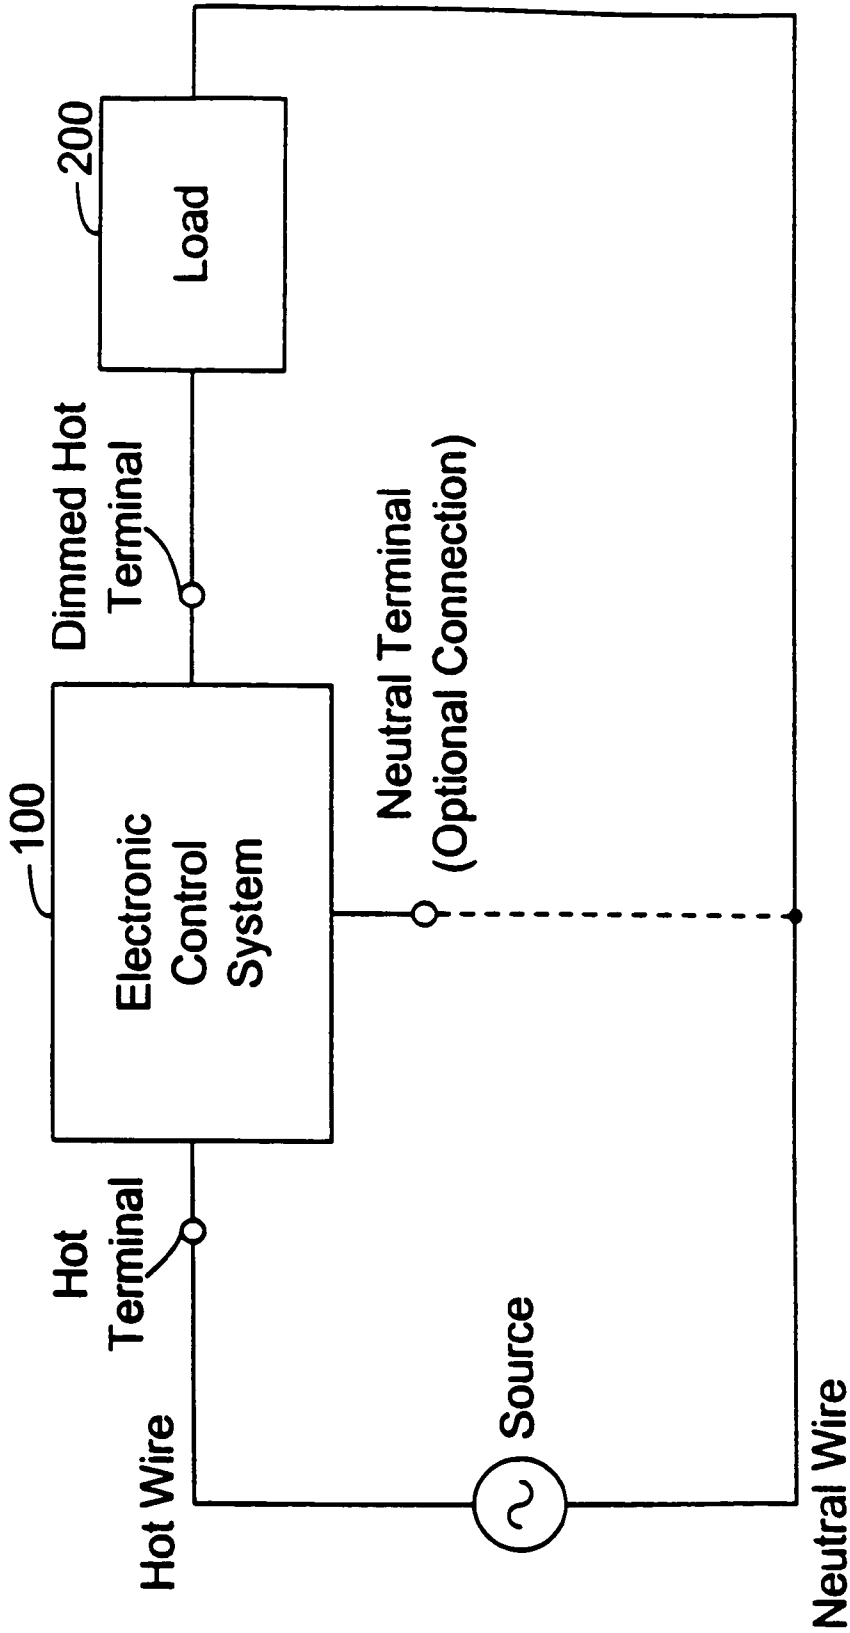 100
200
Hot
Terminal
Dimmed Hot
Terminal
Hot Wire
Electronic
Control
System
Load
Neutral Terminal
(Optional Connection)
Source
Neutral Wire